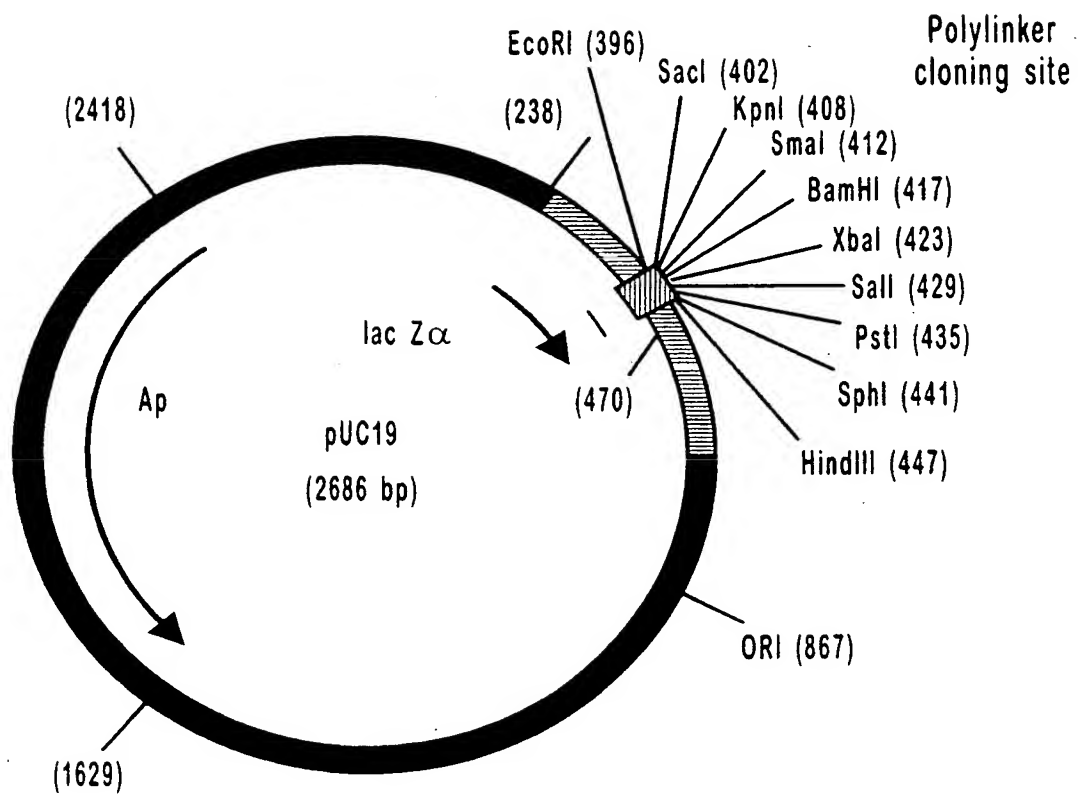 Polylinker
cloning site
EcoRI (396)
SacI (402)
(2418)
(238)
KpnI (408)
SmaI (412)
BamHI (417)
XbaI (423)
SalI (429)
PstI (435)
SphI (441)
HindIII (447)
lac Zα
Ap
(470)
pUC19
(2686 bp)
ORI (867)
(1629)